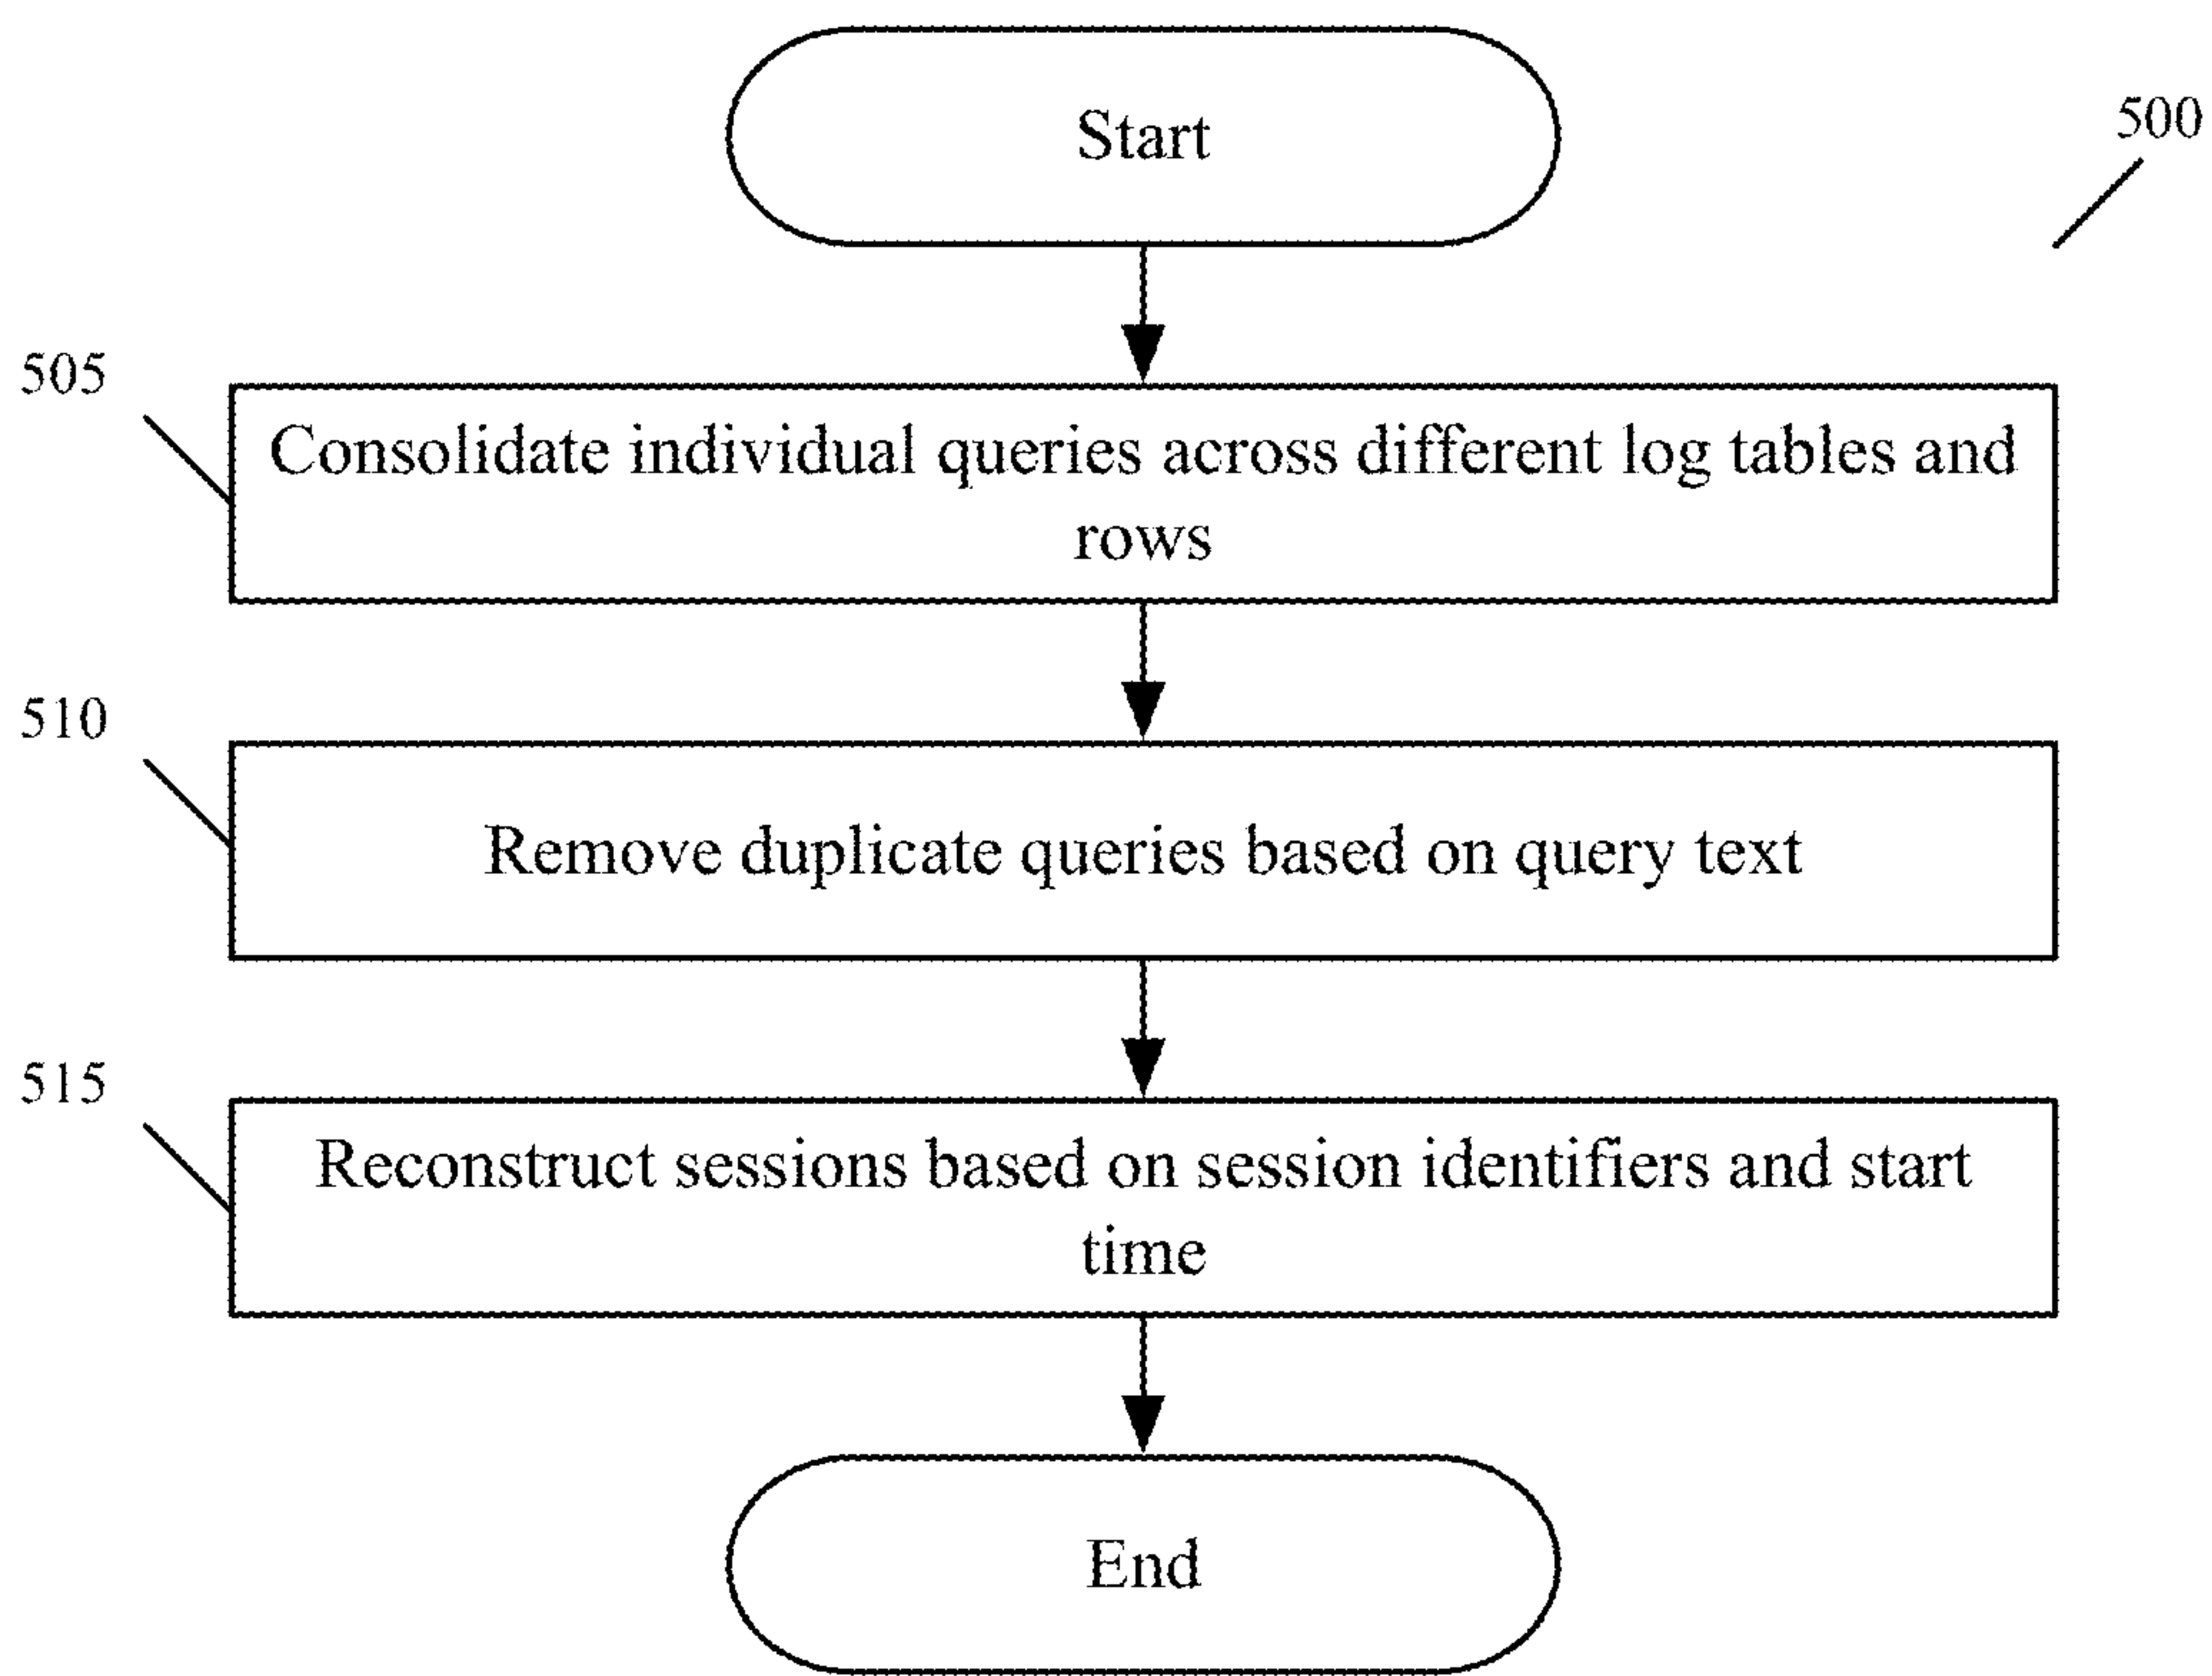 Start
500
505
Consolidate individual queries across different log tables and
rows
510
Remove duplicate queries based on query text
515
Reconstruct sessions based on session identifiers and start
time
End